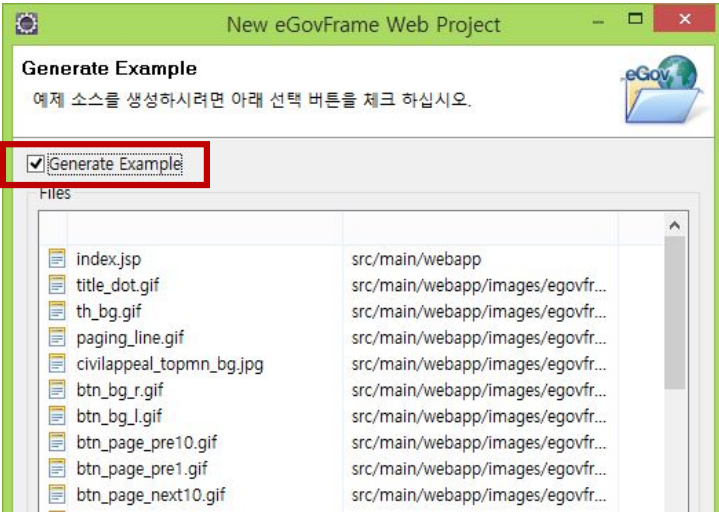 New eGovFrame Web Project
Generate Example
예제 소스를 생성하시려면 아래 선택 버튼을 체크 하십시오.
eGov
Generate Example
Files
index.jsp src/main/webapp
title_dot.gif src/main/webapp/images/egovfr...
th_bg.gif src/main/webapp/images/egovfr...
paging_line.gif src/main/webapp/images/egovfr...
civilappeal_topmn_bg.jpg src/main/webapp/images/egovfr...
btn_bg_r.gif src/main/webapp/images/egovfr...
btn_bg_l.gif src/main/webapp/images/egovfr...
btn_page_pre10.gif src/main/webapp/images/egovfr...
btn_page_pre1.gif src/main/webapp/images/egovfr...
btn_page_next10.gif src/main/webapp/images/egovfr...